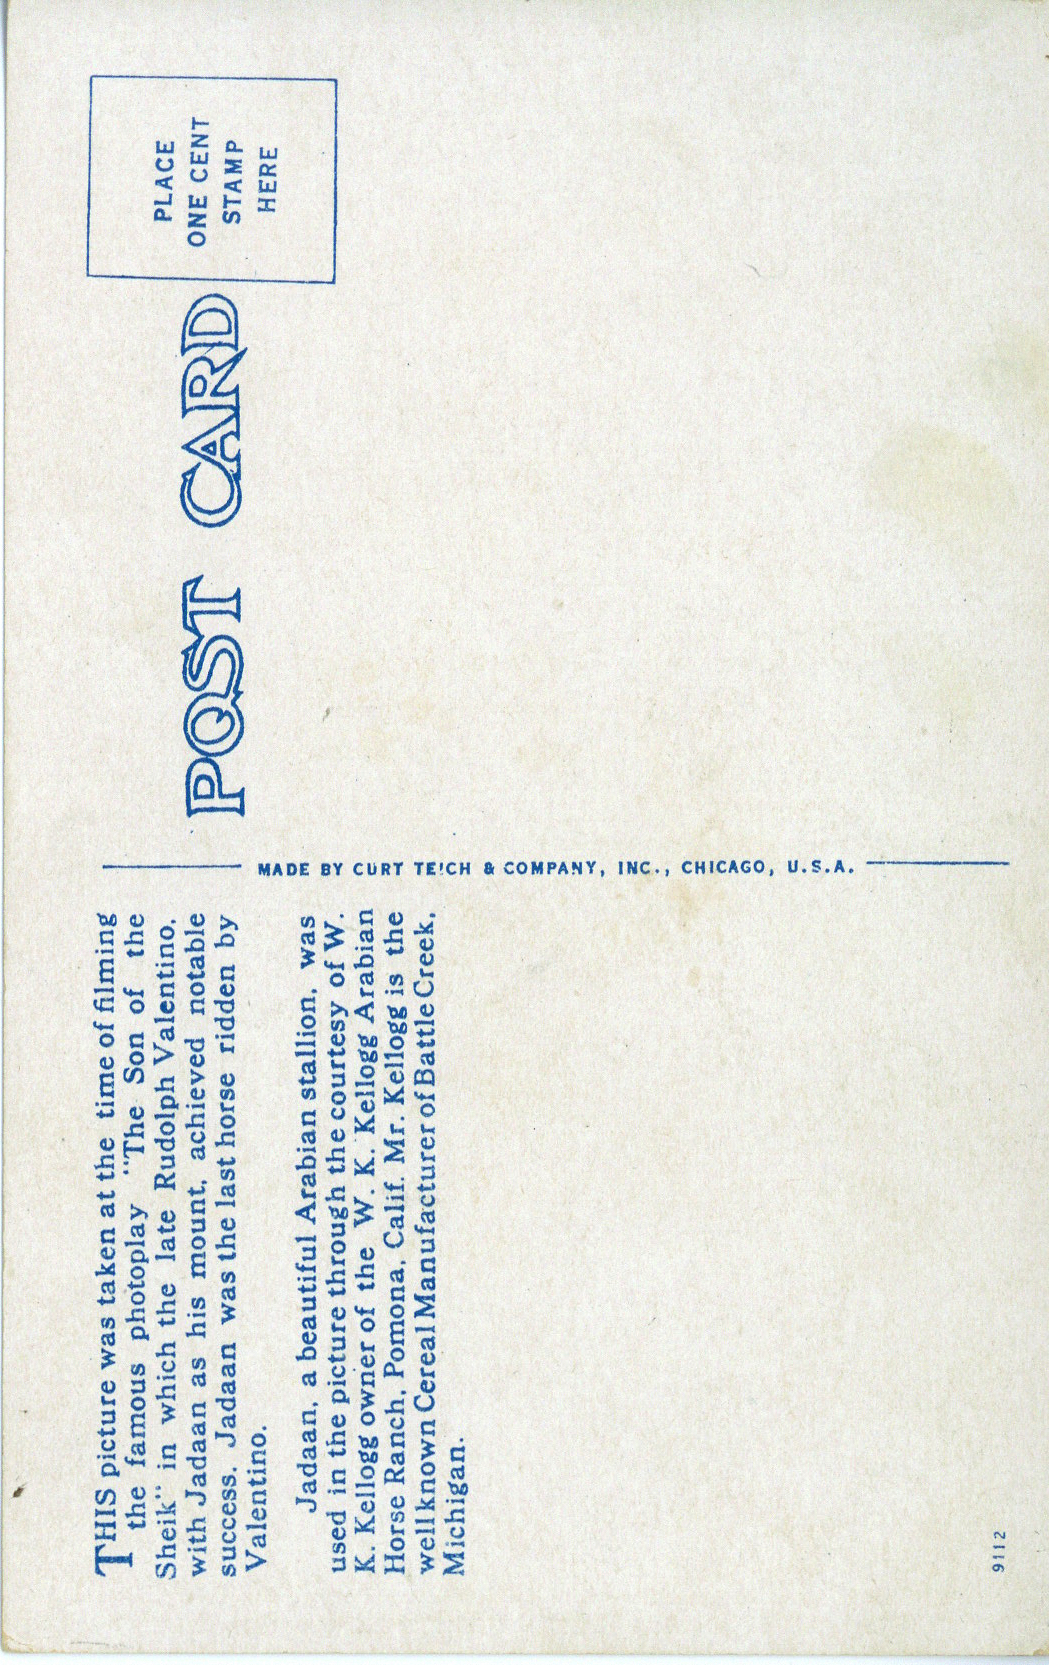 THIS picture was taken at the time of filming
the famous photoplay "The Son of the
Sheik" in which the late Rudolph Valentino,
with Jadaan as his mount, achieved notable
success. Jadaan was the last horse ridden by
Valentino.
Jadaan, a beautiful Arabian stallion, was
used in the picture through the courtesy of W.
K. Kellogg owner of the W. K. Kellogg Arabian
Horse Ranch, Pomona, Calif. Mr. Kellogg is the
well known Cereal Manufacturer of Battle Creek,
Michigan.
9112
MADE BY CURT TEICH & COMPANY, INC., CHICAGO, U.S.A.
POST CARD
PLACE
ONE CENT
STAMP
HERE